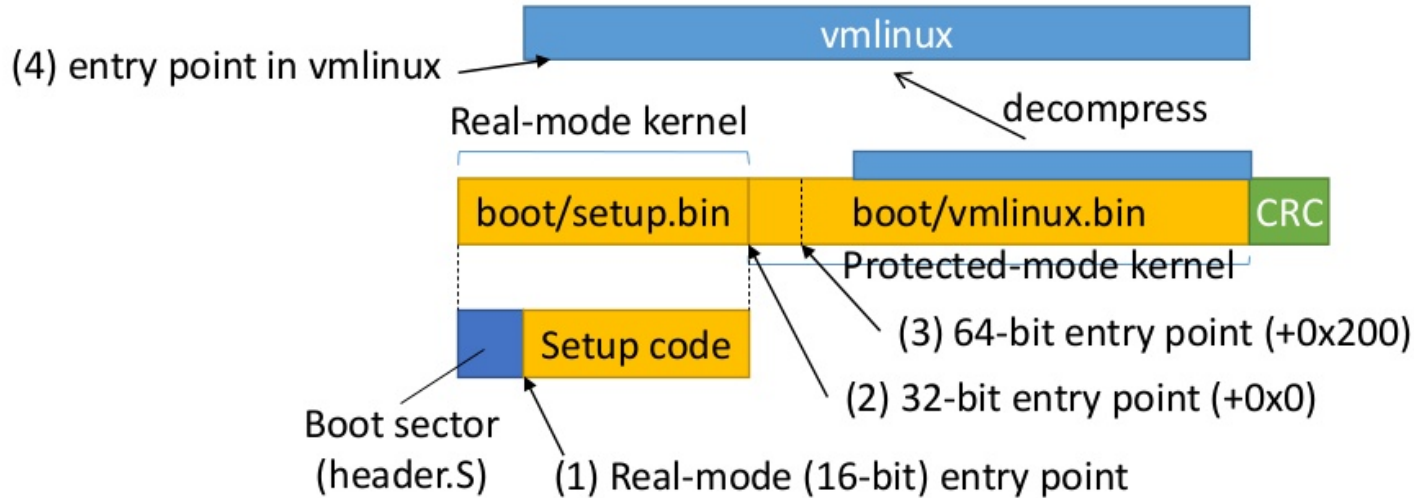 vmlinux
(4) entry point in vmlinux
decompress
Real-mode kernel
boot/setup.bin
boot/vmlinux.bin
CRC
Protected-mode kernel
(3) 64-bit entry point (+0x200)
Setup code
(2) 32-bit entry point (+0x0)
Boot sector
(header.S)
(1) Real-mode (16-bit) entry point